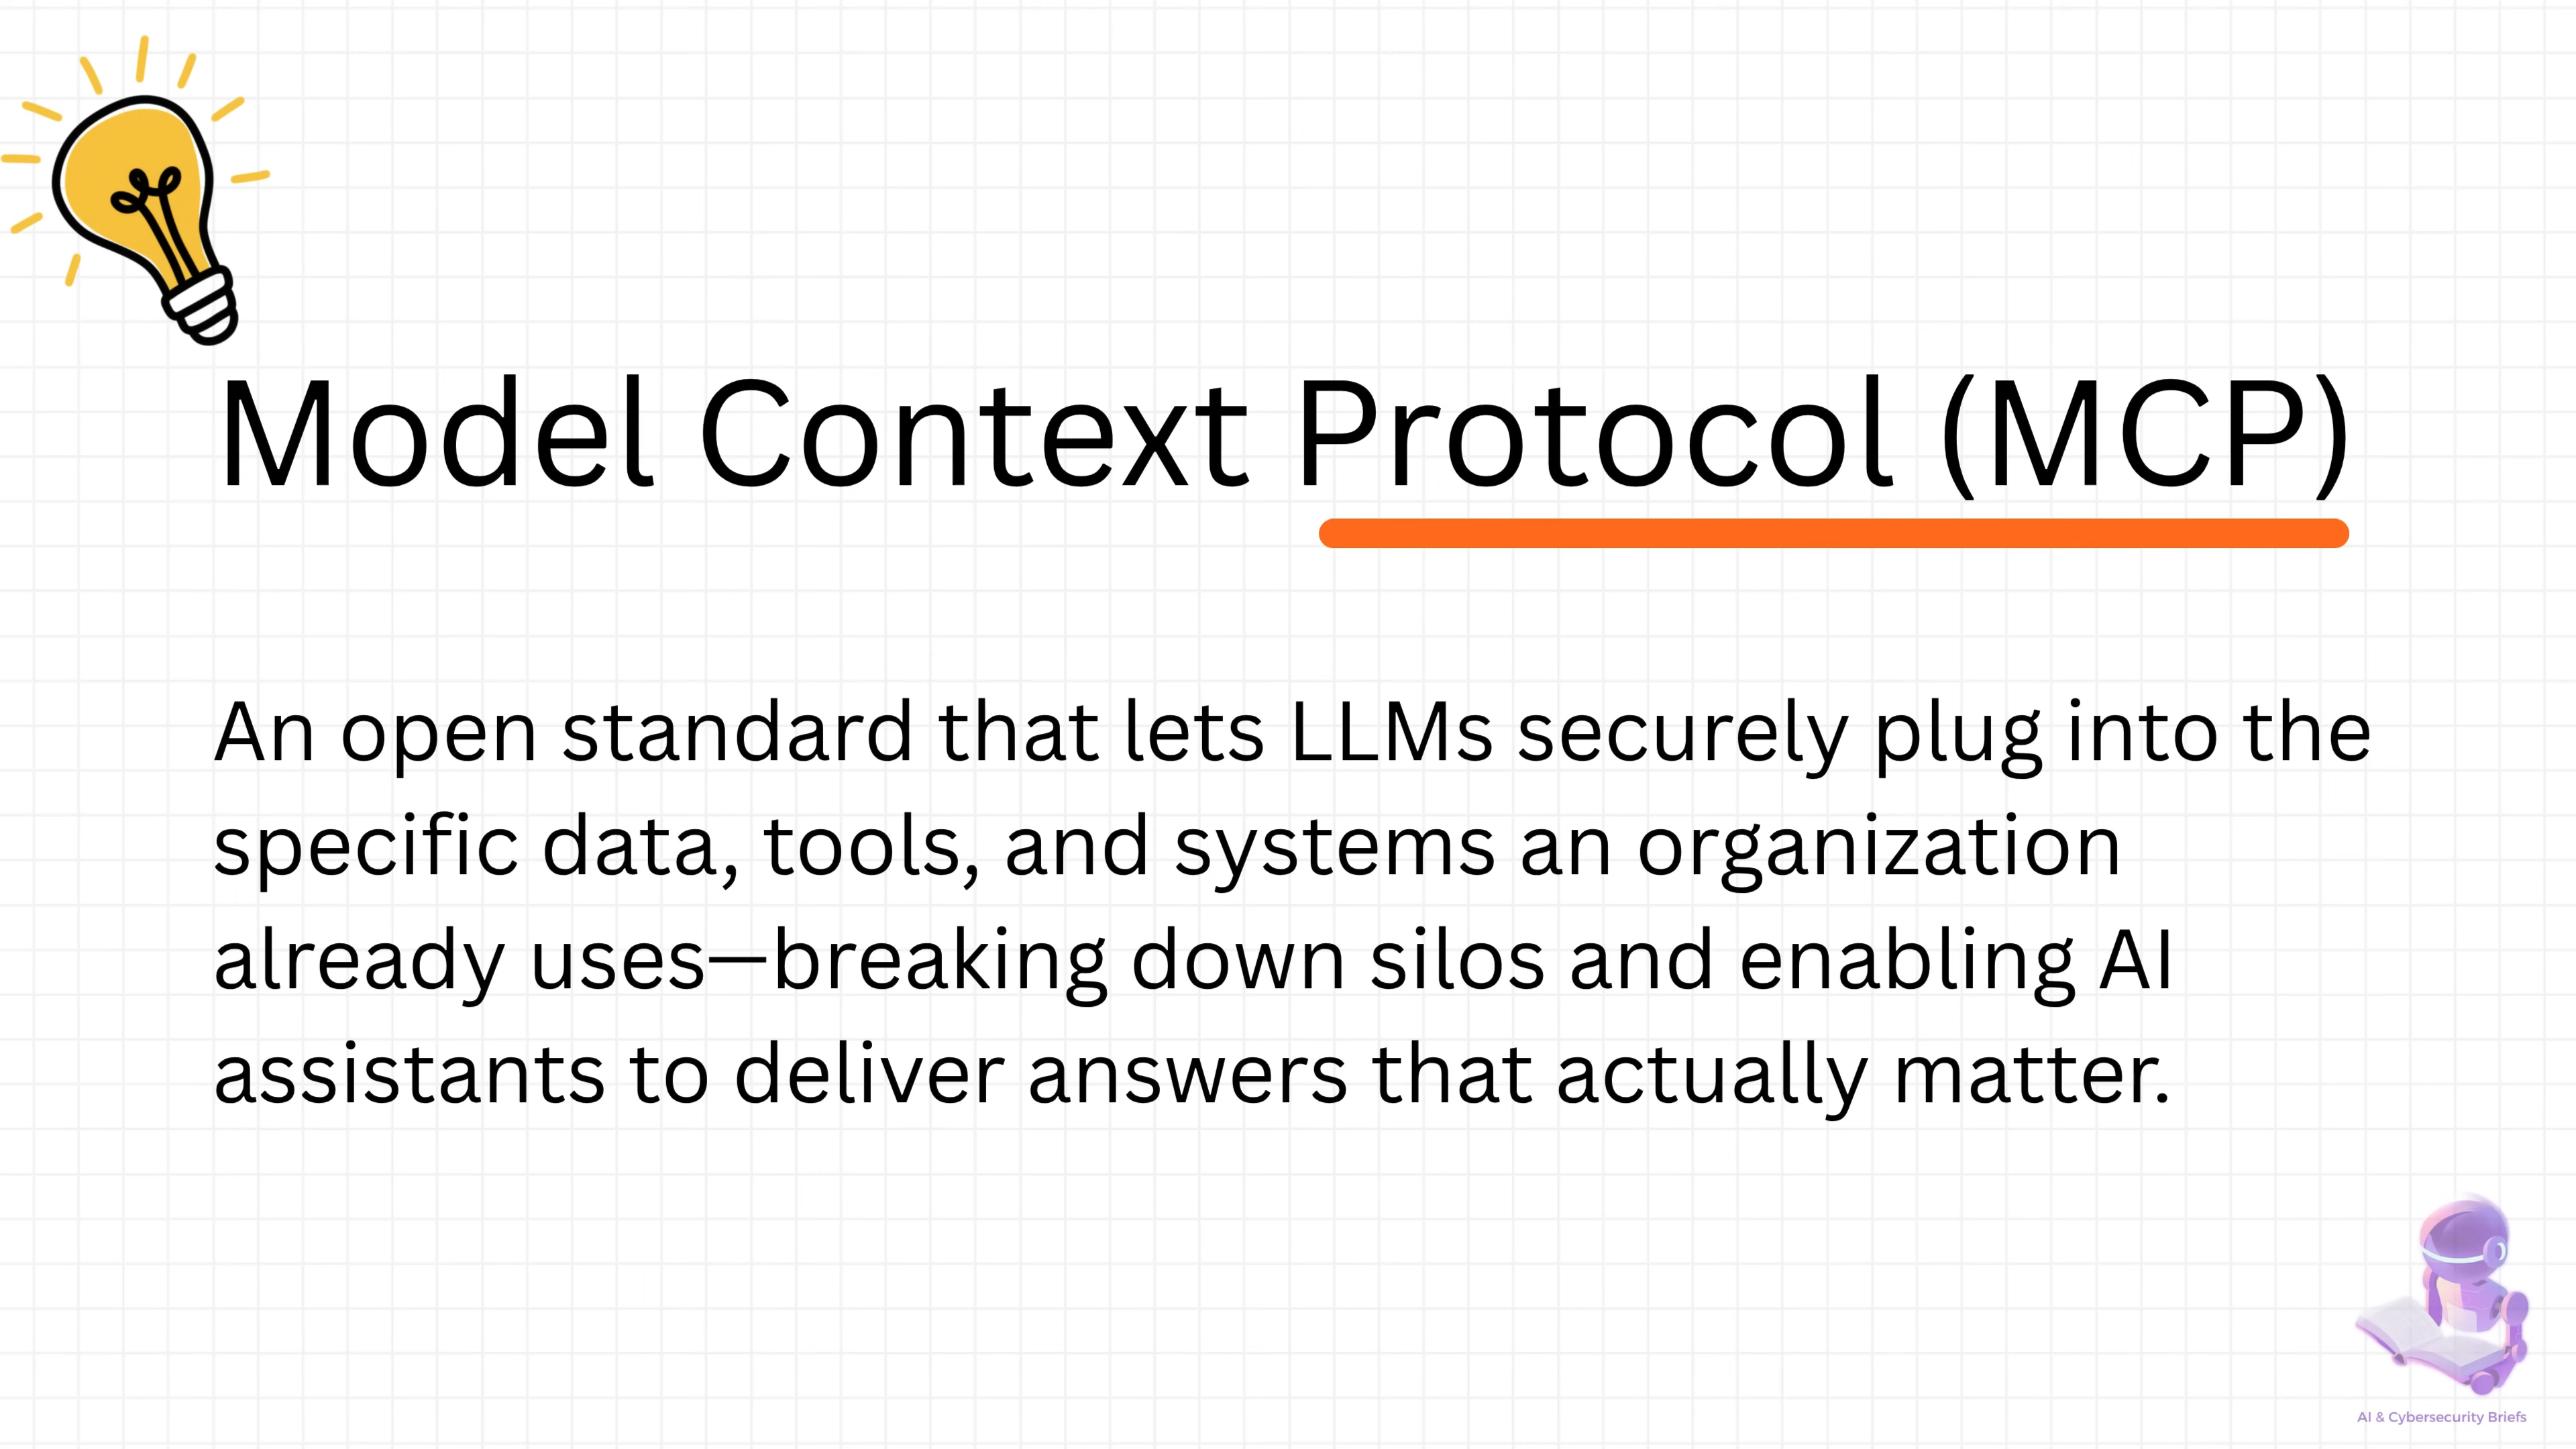 Model Context Protocol (MCP)
An open standard that lets LLMs securely plug into the
specific data, tools, and systems an organization
already uses—breaking down silos and enabling AI
assistants to deliver answers that actually matter.
AI & Cybersecurity Briefs